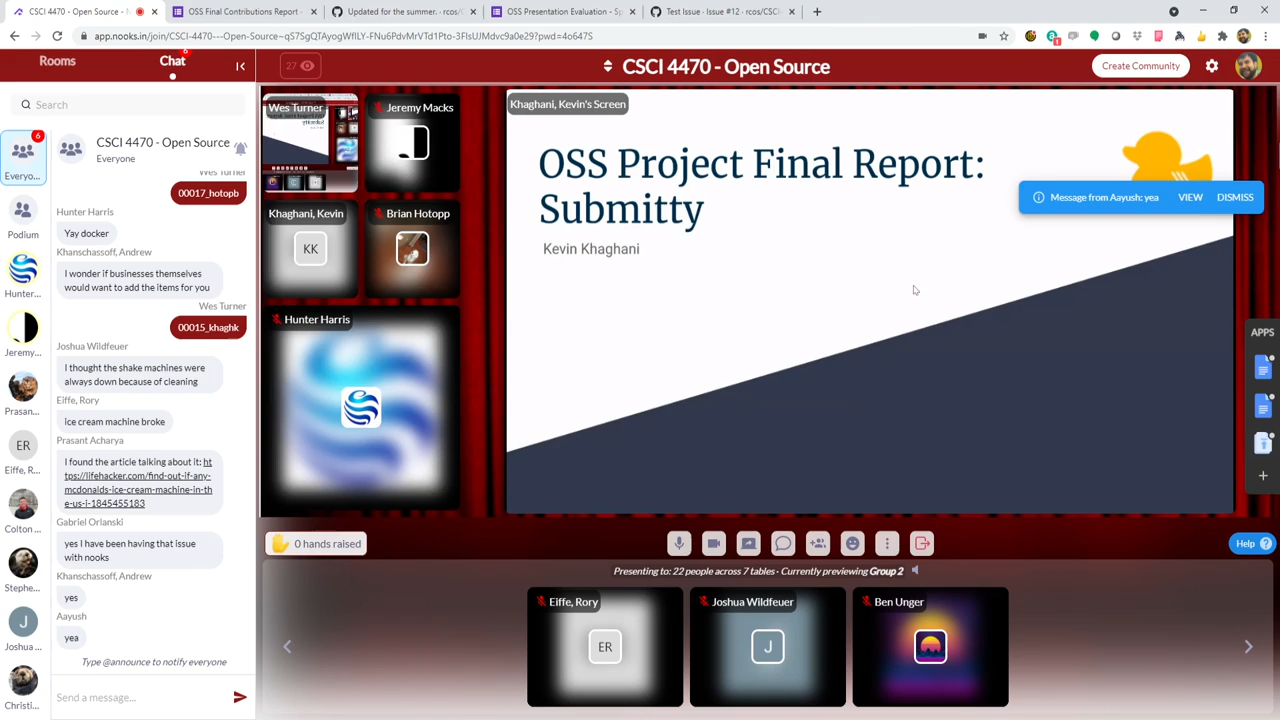 CSCI 4470 - Open Source - N
OSS Final Contributions Report -
Updated for the summer. · rcos/C
OSS Presentation Evaluation - Sp
Test Issue · Issue #12 · rcos/CSCI-
app.nooks.in/join/CSCI-4470---Open-Source
Rooms
6
Chat
27
CSCI 4470 - Open Source
Create Community
Search
6
Everyo...
Podium
Hunter...
Jeremy...
Prasan...
ER
Eiffe, R...
Colton ...
Stephe...
J
Joshua ...
Christi...
CSCI 4470 - Open Source
Everyone
Wes Turner
00017_hotopb
Hunter Harris
Yay docker
Khanschassoff, Andrew
I wonder if businesses themselves
would want to add the items for you
Wes Turner
00015_khaghk
Joshua Wildfeuer
I thought the shake machines were
always down because of cleaning
Eiffe, Rory
ice cream machine broke
Prasant Acharya
I found the article talking about it: ht
tps://lifehacker.com/find-out-if-any-
mcdonalds-ice-cream-machine-in-th
e-us-i-1845455183
Gabriel Orlanski
yes I have been having that issue
with nooks
Khanschassoff, Andrew
yes
Aayush
yea
Type @announce to notify everyone
Send a message...
Wes Turner
Jeremy Macks
Khaghani, Kevin
KK
Brian Hotopp
Hunter Harris
Khaghani, Kevin's Screen
OSS Project Final Report:
Submitty
Kevin Khaghani
Message from Aayush: yea
VIEW
DISMISS
APPS
0 hands raised
Help
Presenting to: 22 people across 7 tables · Currently previewing Group 2
Eiffe, Rory
ER
Joshua Wildfeuer
J
Ben Unger